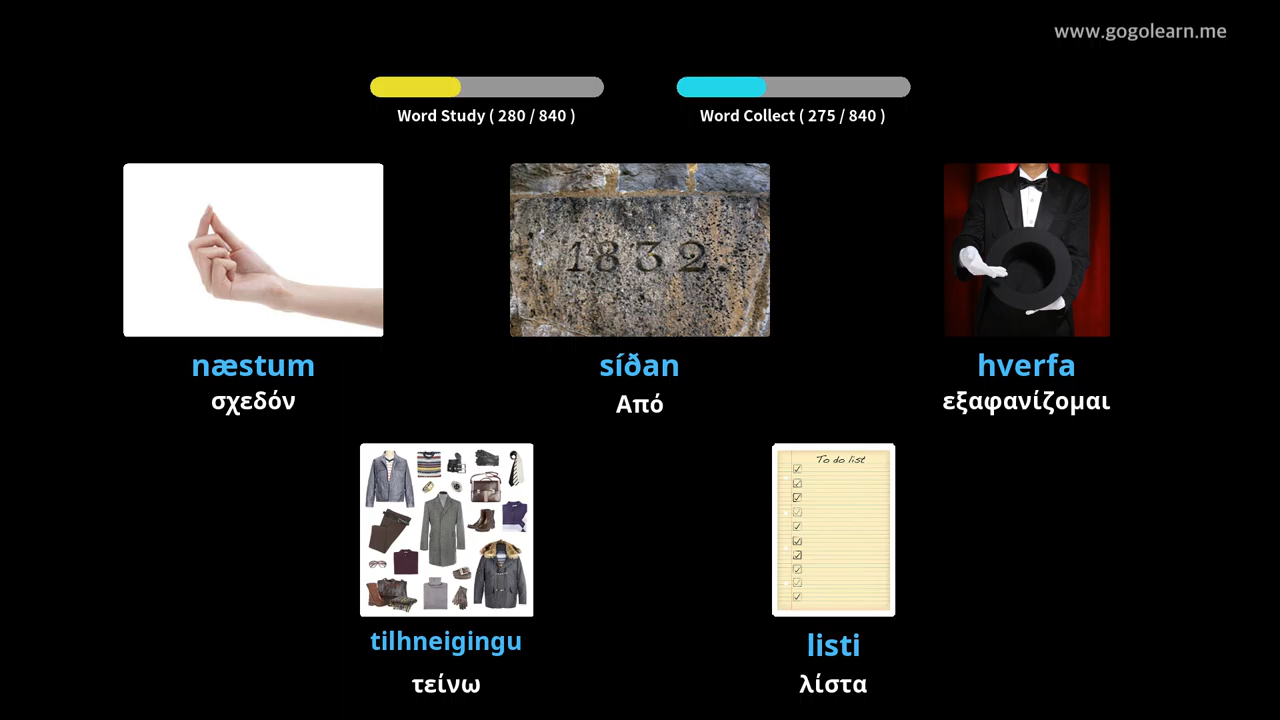 www.gogolearn.me
Word Study ( 280 / 840 )
Word Collect ( 275 / 840 )
1832.
næstum
σχεδόν
síðan
Από
hverfa
εξαφανίζομαι
To do list
tilhneigingu
τείνω
listi
λίστα